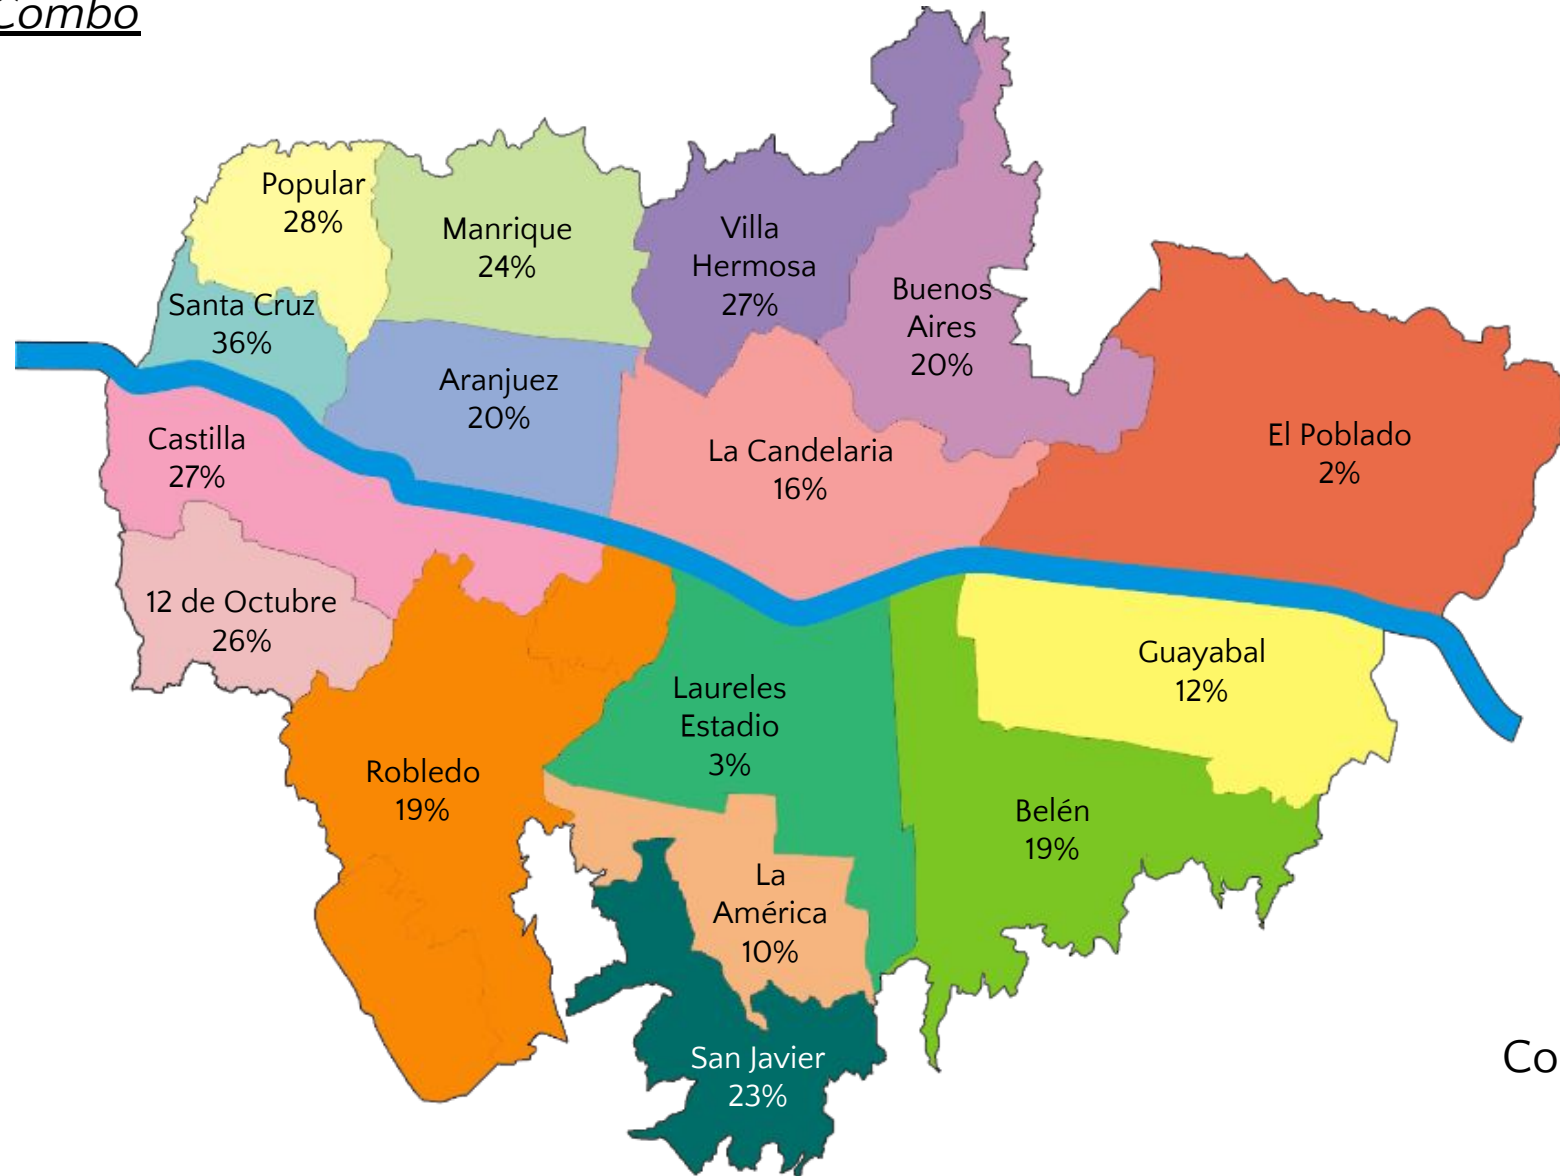 Combo
Popular
28%
Manrique
24%
Villa
Hermosa
27%
Buenos
Aires
20%
Santa Cruz
36%
Aranjuez
20%
El Poblado
2%
Castilla
27%
La Candelaria
16%
12 de Octubre
26%
Guayabal
12%
Laureles
Estadio
3%
Robledo
19%
Belén
19%
La
América
10%
San Javier
23%
Co